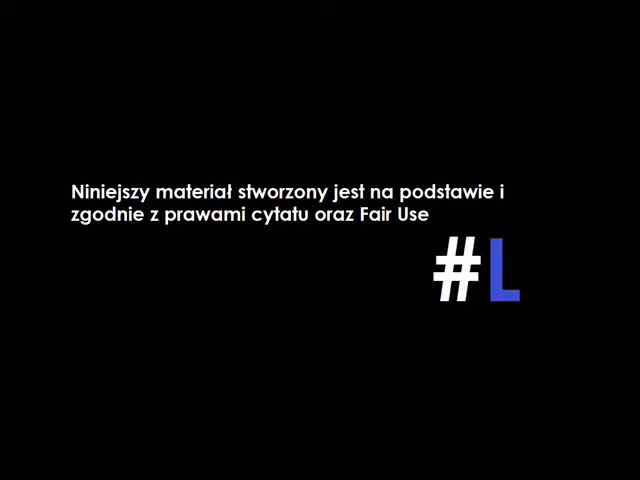 Niniejszy materiał stworzony jest na podstawie i
zgodnie z prawami cytatu oraz Fair Use
#L